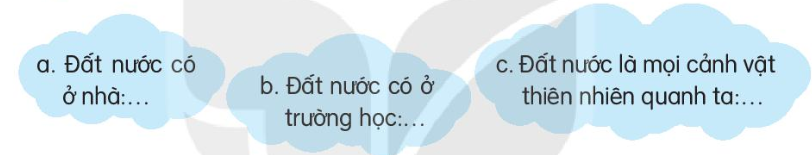 a. Đất nước có
ở nhà:...
b. Đất nước có ở
trường học:...
c. Đất nước là mọi cảnh vật
thiên nhiên quanh ta:...